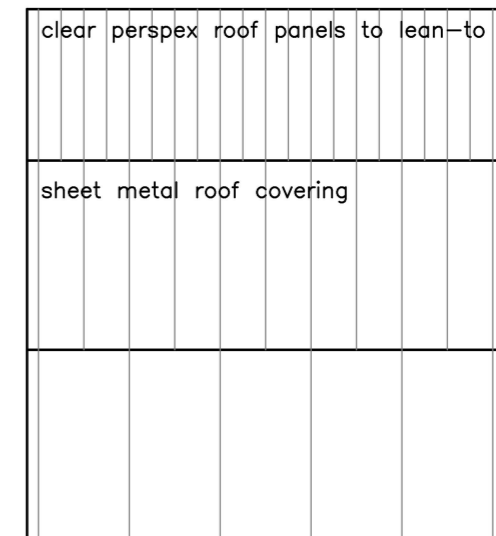 clear perspex roof panels to lean-to
sheet metal roof covering